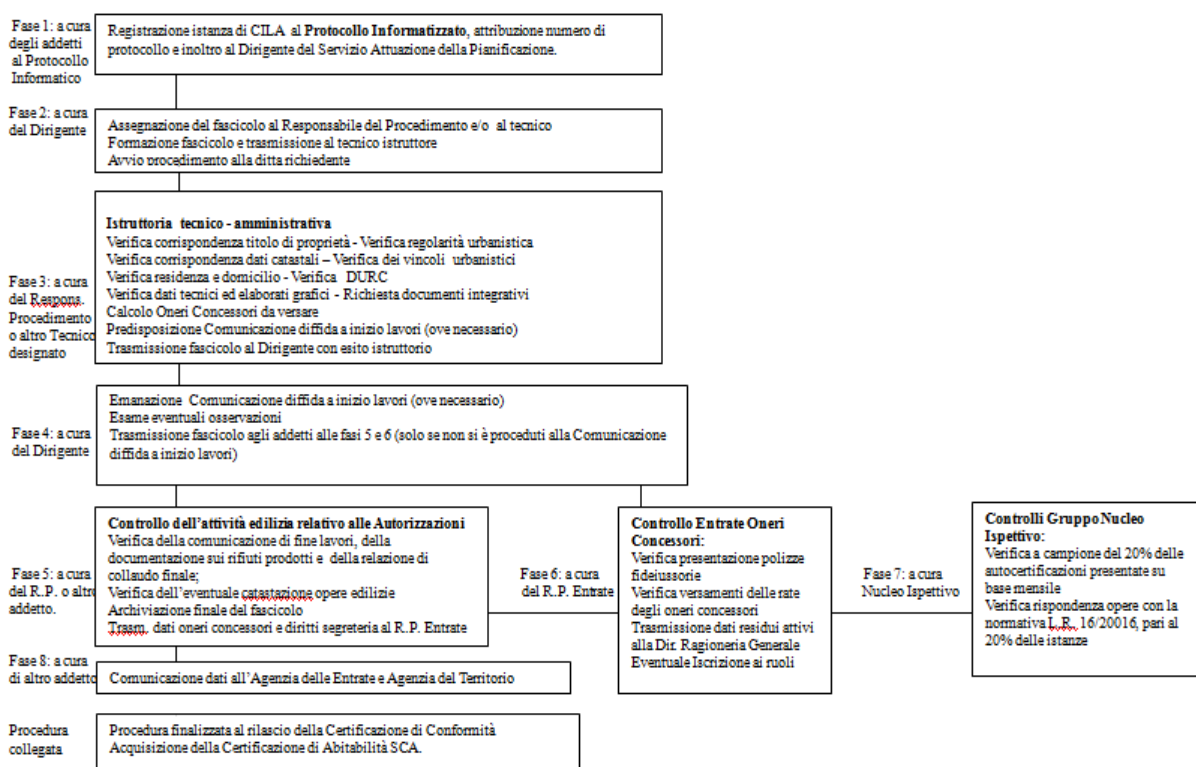 Fase 1: a cura
degli addetti
al Protocollo
Informatico
Registrazione istanza di CILA al Protocollo Informatizzato, attribuzione numero di
protocollo e inoltro al Dirigente del Servizio Attuazione della Pianificazione.
Fase 2: a cura
del Dirigente
Assegnazione del fascicolo al Responsabile del Procedimento e/o al tecnico
Formazione fascicolo e trasmissione al tecnico istruttore
Avvio procedimento alla ditta richiedente
Fase 3: a cura
del Respons.
Procedimento
o altro Tecnico
designato
Istruttoria tecnico - amministrativa
Verifica corrispondenza titolo di proprietà - Verifica regolarità urbanistica
Verifica corrispondenza dati catastali – Verifica dei vincoli urbanistici
Verifica residenza e domicilio - Verifica DURC
Verifica dati tecnici ed elaborati grafici - Richiesta documenti integrativi
Calcolo Oneri Concessori da versare
Predisposizione Comunicazione diffida a inizio lavori (ove necessario)
Trasmissione fascicolo al Dirigente con esito istruttorio
Fase 4: a cura
del Dirigente
Emanazione Comunicazione diffida a inizio lavori (ove necessario)
Esame eventuali osservazioni
Trasmissione fascicolo agli addetti alle fasi 5 e 6 (solo se non si è proceduti alla Comunicazione
diffida a inizio lavori)
Fase 5: a cura
del R.P. o altro
addetto.
Controllo dell'attività edilizia relativo alle Autorizzazioni
Verifica della comunicazione di fine lavori, della
documentazione sui rifiuti prodotti e della relazione di
collaudo finale;
Verifica dell'eventuale catastazione opere edilizie
Archiviazione finale del fascicolo
Trasm. dati oneri concessori e diritti segreteria al R.P. Entrate
Fase 6: a cura
del R.P. Entrate
Controllo Entrate Oneri
Concessori:
Verifica presentazione polizze
fideiussorie
Verifica versamenti delle rate
degli oneri concessori
Trasmissione dati residui attivi
alla Dir. Ragioneria Generale
Eventuale Iscrizione ai ruoli
Fase 7: a cura
Nucleo Ispettivo
Controlli Gruppo Nucleo
Ispettivo:
Verifica a campione del 20% delle
autocertificazioni presentate su
base mensile
Verifica rispondenza opere con la
normativa L.R. 16/20016, pari al
20% delle istanze
Fase 8: a cura
di altro addetto
Comunicazione dati all'Agenzia delle Entrate e Agenzia del Territorio
Procedura
collegata
Procedura finalizzata al rilascio della Certificazione di Conformità
Acquisizione della Certificazione di Abitabilità SCA.